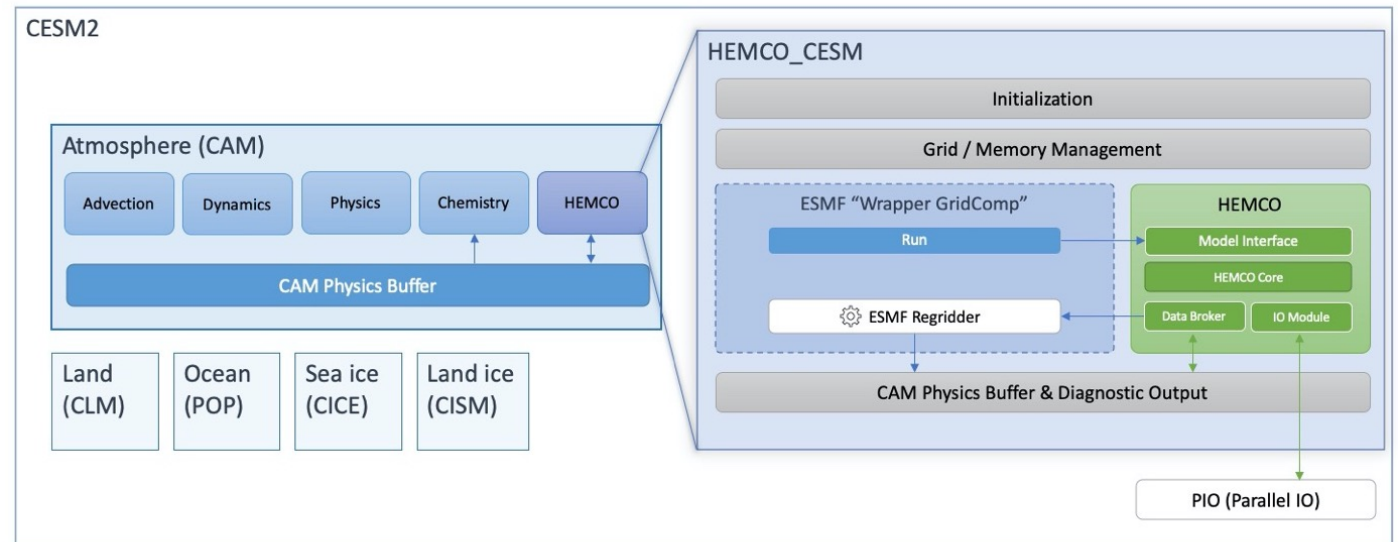 CESM2
Atmosphere (CAM)
Advection
Dynamics
Physics
Chemistry
HEMCO
CAM Physics Buffer
Land
(CLM)
Ocean
(POP)
Sea ice
(CICE)
Land ice
(CISM)
HEMCO_CESM
Initialization
Grid / Memory Management
ESMF “Wrapper GridComp”
Run
ESMF Regridder
HEMCO
Model Interface
HEMCO Core
Data Broker
IO Module
CAM Physics Buffer & Diagnostic Output
PIO (Parallel IO)